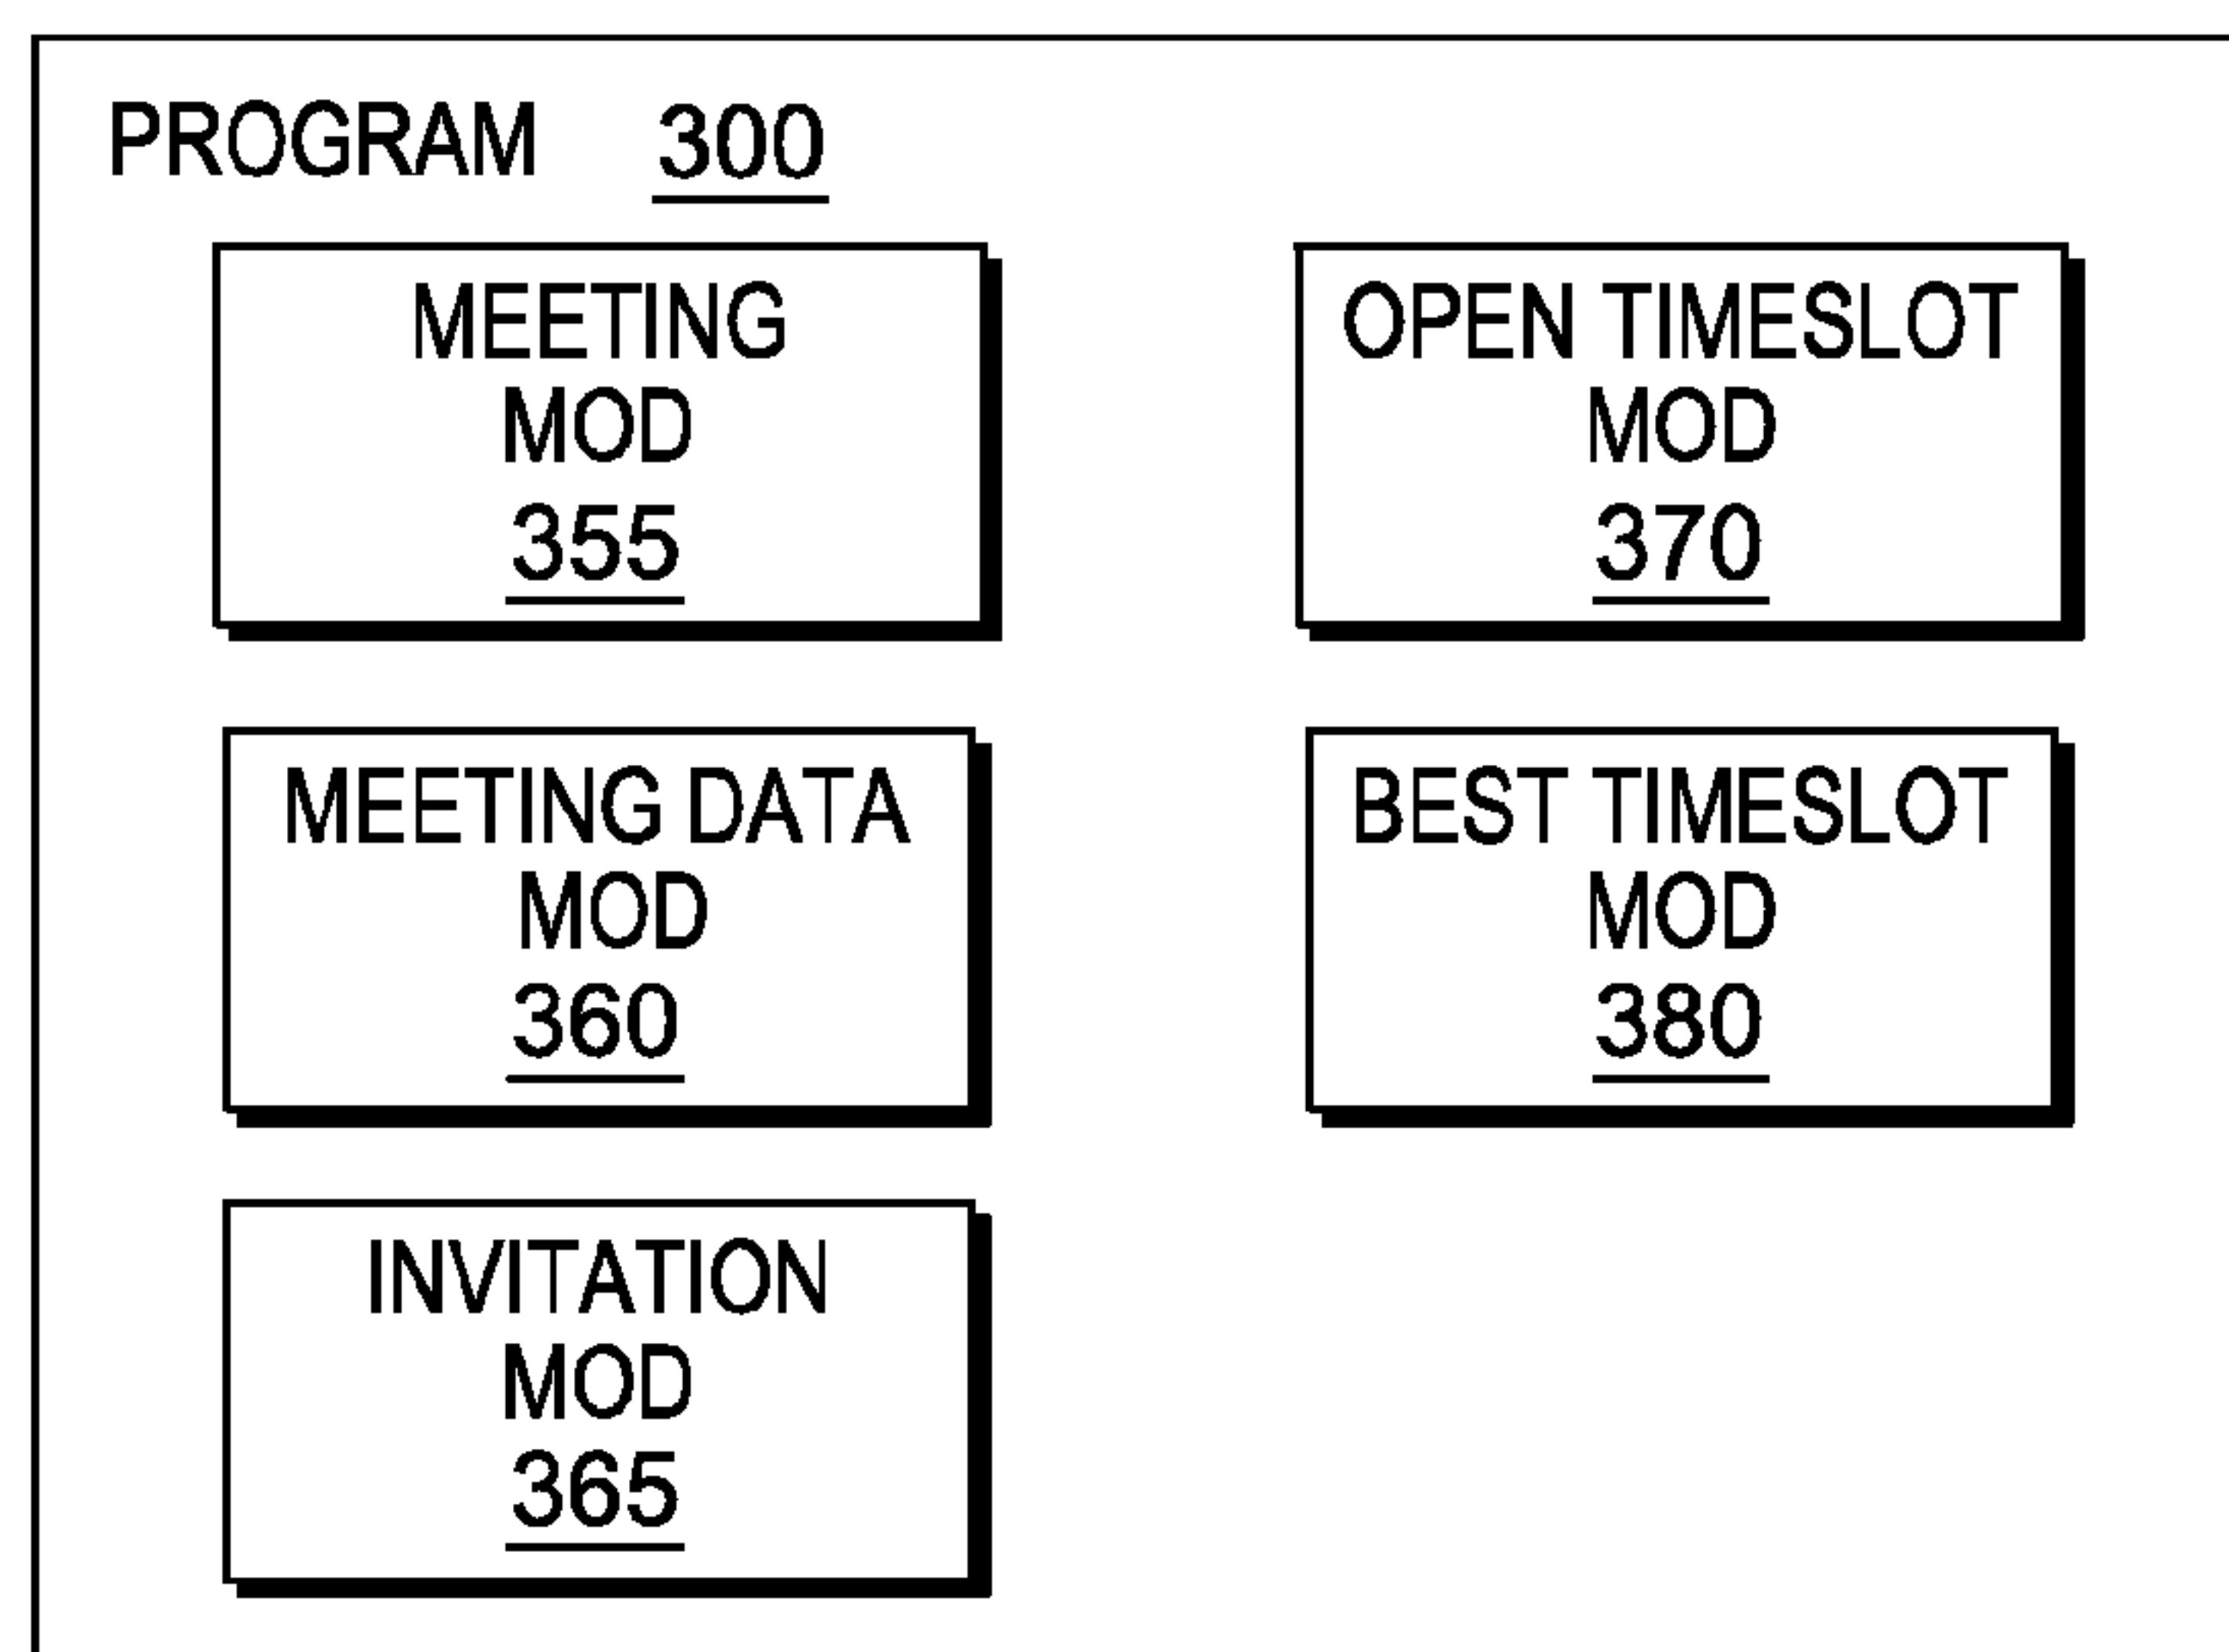 PROGRAM 300
MEETING
MOD
355
OPEN TIMESLOT
MOD
370
MEETING DATA
MOD
360
BEST TIMESLOT
MOD
380
INVITATION
MOD
365